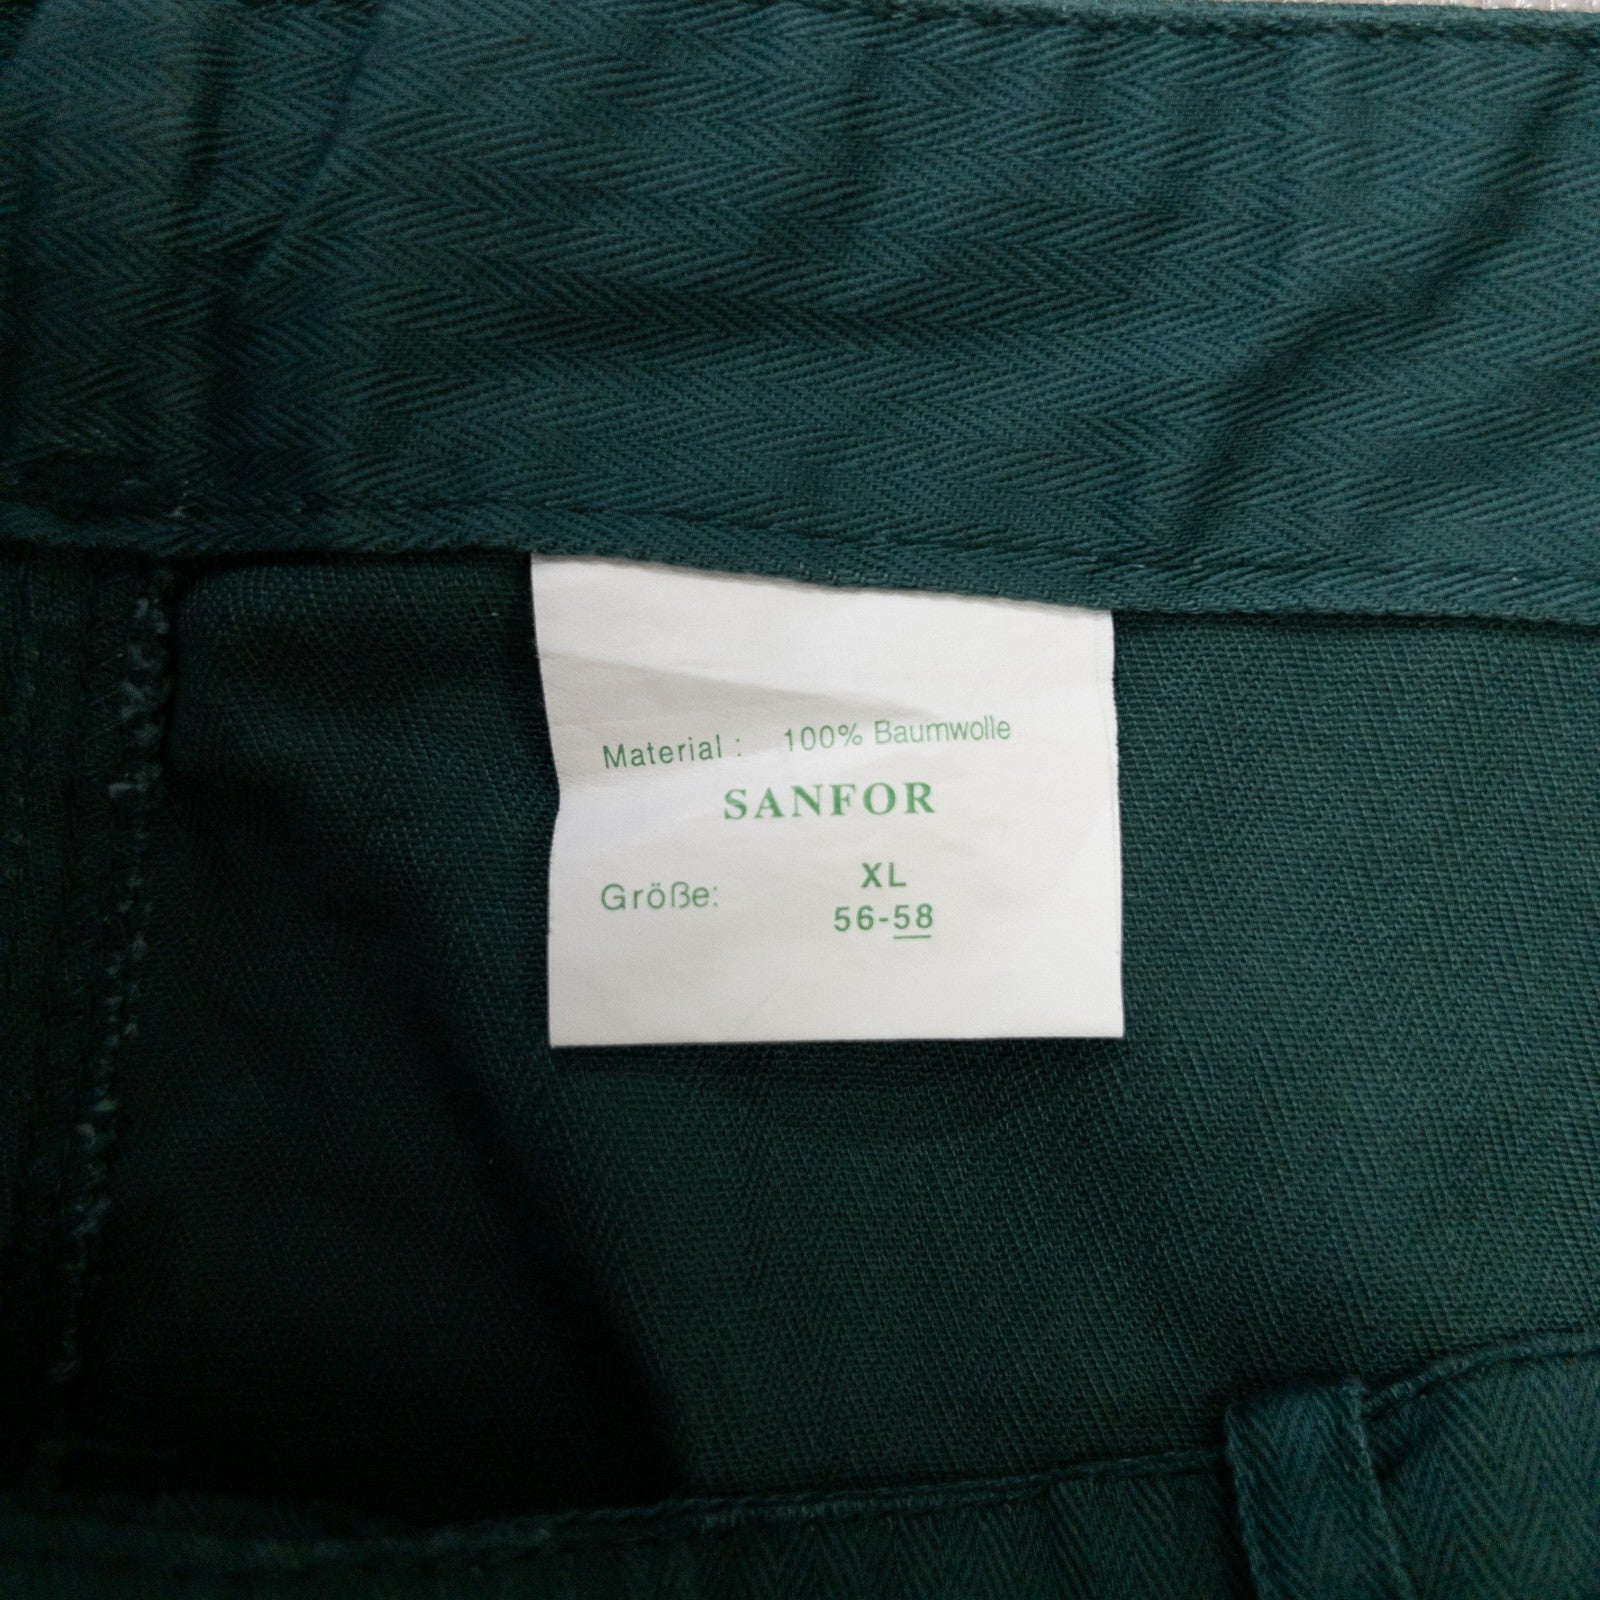 Material : 100% Baumwolle
SANFOR
Größe: XL
56-58